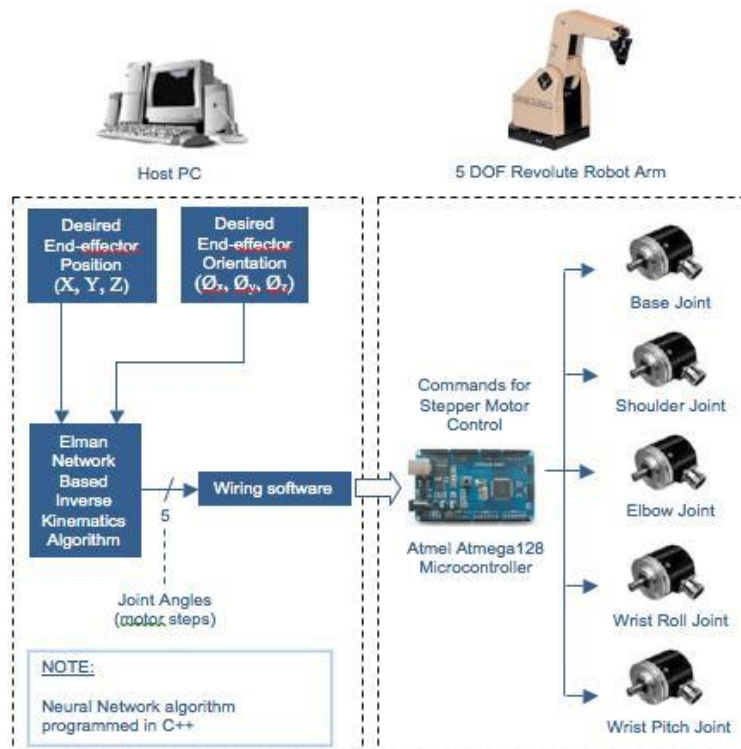 Host PC
5 DOF Revolute Robot Arm
Desired
End-effector
Position
(X, Y, Z)
Desired
End-effector
Orientation
(Øx, Øy, Øz)
Elman
Network
Based
Inverse
Kinematics
Algorithm
5
Wiring software
Joint Angles
(motor steps)
NOTE:
Neural Network algorithm
programmed in C++
Commands for
Stepper Motor
Control
Atmel Atmega128
Microcontroller
Base Joint
Shoulder Joint
Elbow Joint
Wrist Roll Joint
Wrist Pitch Joint